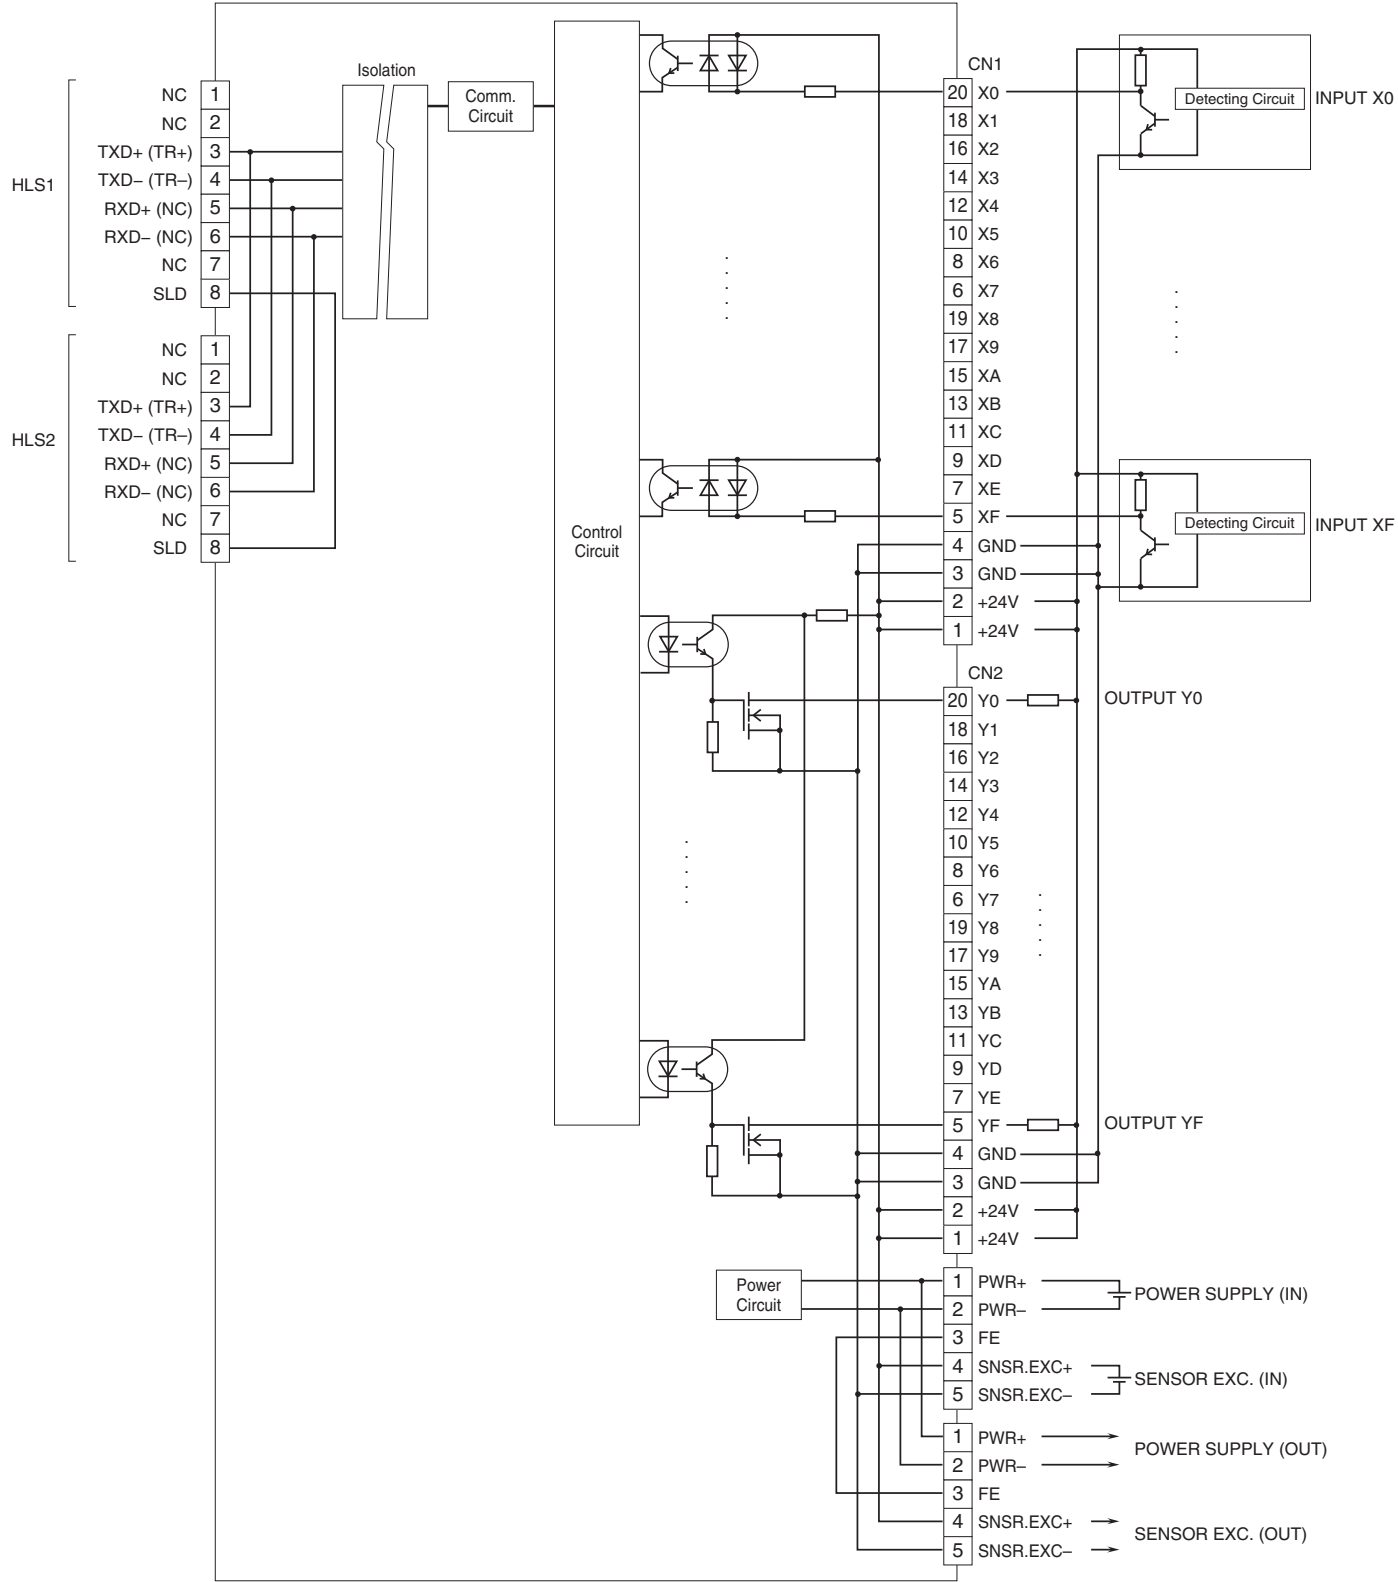 HLS1
NC 1
NC 2
TXD+ (TR+) 3
TXD– (TR–) 4
RXD+ (NC) 5
RXD– (NC) 6
NC 7
SLD 8
HLS2
NC 1
NC 2
TXD+ (TR+) 3
TXD– (TR–) 4
RXD+ (NC) 5
RXD– (NC) 6
NC 7
SLD 8
Isolation
Comm.
Circuit
Control
Circuit
CN1
20 X0
18 X1
16 X2
14 X3
12 X4
10 X5
8 X6
6 X7
19 X8
17 X9
15 XA
13 XB
11 XC
9 XD
7 XE
5 XF
4 GND
3 GND
2 +24V
1 +24V
Detecting Circuit
INPUT X0
Detecting Circuit
INPUT XF
CN2
20 Y0
18 Y1
16 Y2
14 Y3
12 Y4
10 Y5
8 Y6
6 Y7
19 Y8
17 Y9
15 YA
13 YB
11 YC
9 YD
7 YE
5 YF
4 GND
3 GND
2 +24V
1 +24V
OUTPUT Y0
OUTPUT YF
Power
Circuit
1 PWR+
2 PWR–
3 FE
4 SNSR.EXC+
5 SNSR.EXC–
POWER SUPPLY (IN)
SENSOR EXC. (IN)
1 PWR+
2 PWR–
3 FE
4 SNSR.EXC+
5 SNSR.EXC–
POWER SUPPLY (OUT)
SENSOR EXC. (OUT)